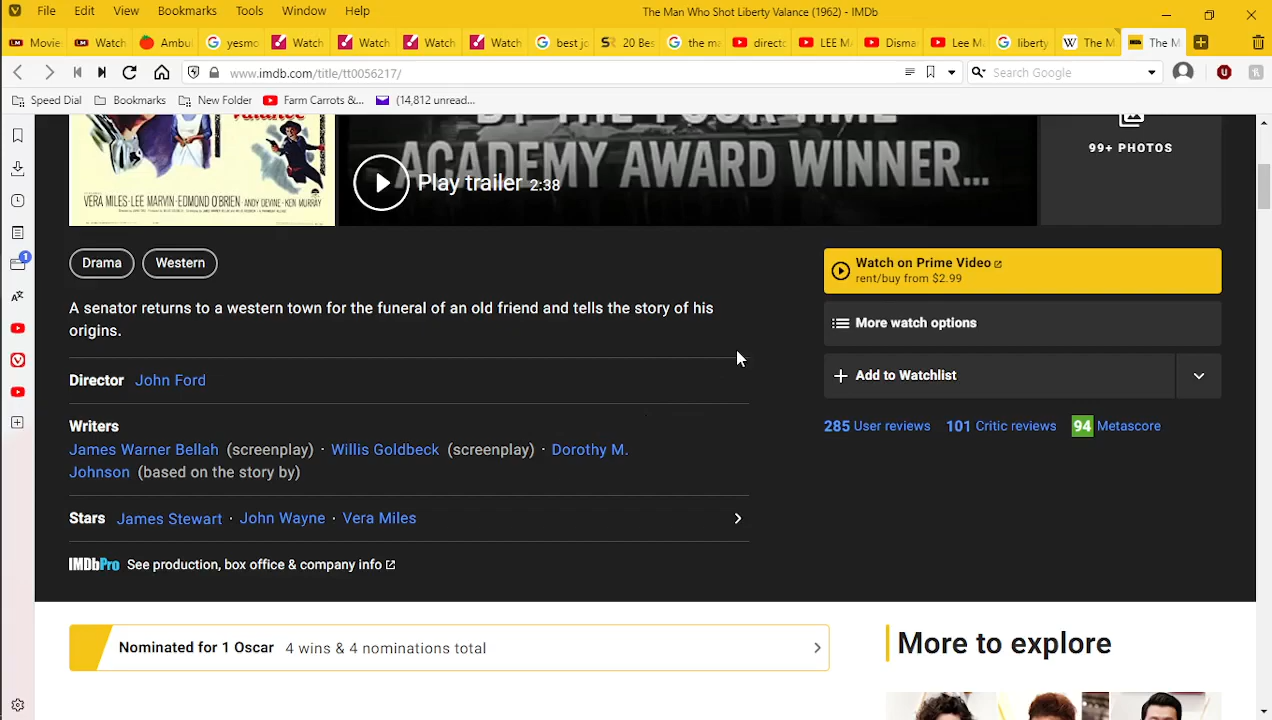 File Edit View Bookmarks Tools Window Help
The Man Who Shot Liberty Valance (1962) - IMDb
Movie Watch Ambu yesmo Watch Watch Watch Watch best jo 20 Bes the ma directo LEE MA Disma Lee Ma liberty The M The M
www.imdb.com/title/tt0056217/
Search Google
Speed Dial Bookmarks New Folder Farm Carrots &... (14,812 unread...
1
VERA MILES · LEE MARVIN · EDMOND O'BRIEN · ANDY DEVINE · KEN MURRAY
ACADEMY AWARD WINNER...
Play trailer 2:38
99+ PHOTOS
Drama
Western
A senator returns to a western town for the funeral of an old friend and tells the story of his
origins.
Director John Ford
Writers
James Warner Bellah (screenplay) · Willis Goldbeck (screenplay) · Dorothy M.
Johnson (based on the story by)
Stars James Stewart · John Wayne · Vera Miles
IMDbPro See production, box office & company info
Watch on Prime Video
rent/buy from $2.99
More watch options
Add to Watchlist
285 User reviews 101 Critic reviews 94 Metascore
Nominated for 1 Oscar 4 wins & 4 nominations total
More to explore